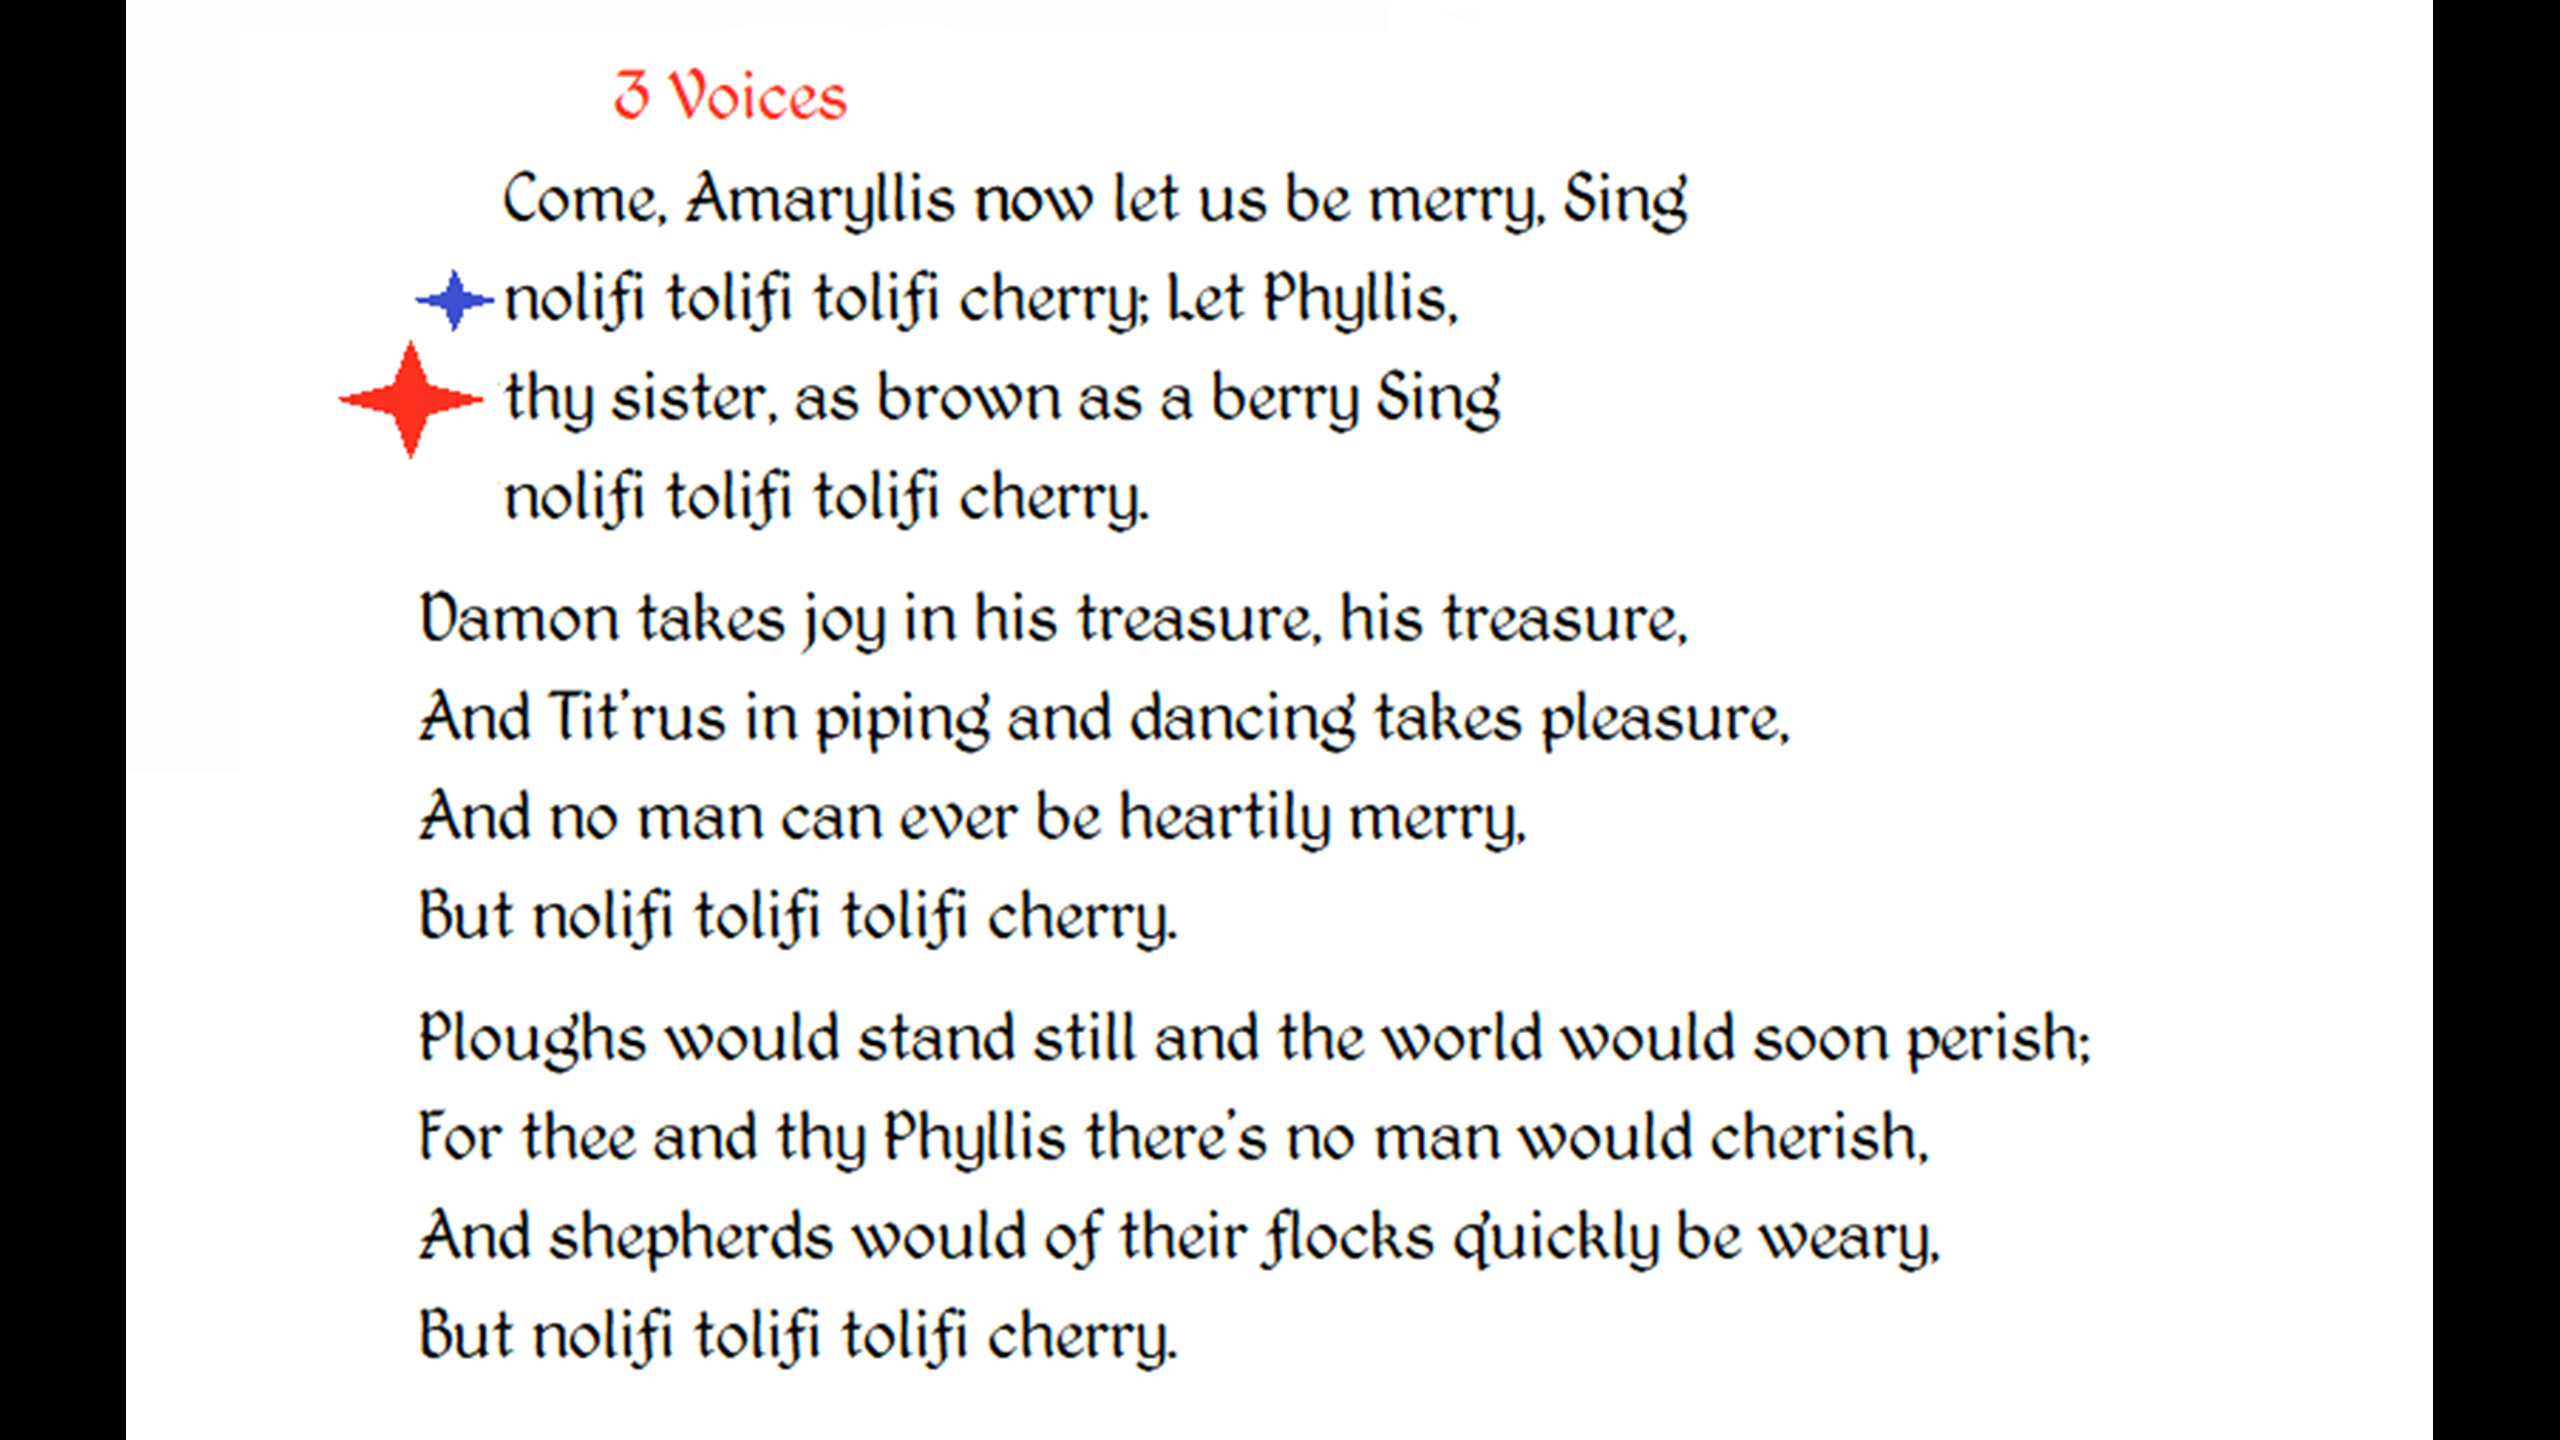 3 Voices
Come, Amaryllis now let us be merry, Sing
nolifi tolifi tolifi cherry; Let Phyllis,
thy sister, as brown as a berry Sing
nolifi tolifi tolifi cherry.
Damon takes joy in his treasure, his treasure,
And Tit'rus in piping and dancing takes pleasure,
And no man can ever be heartily merry,
But nolifi tolifi tolifi cherry.
Ploughs would stand still and the world would soon perish;
For thee and thy Phyllis there's no man would cherish,
And shepherds would of their flocks quickly be weary,
But nolifi tolifi tolifi cherry.